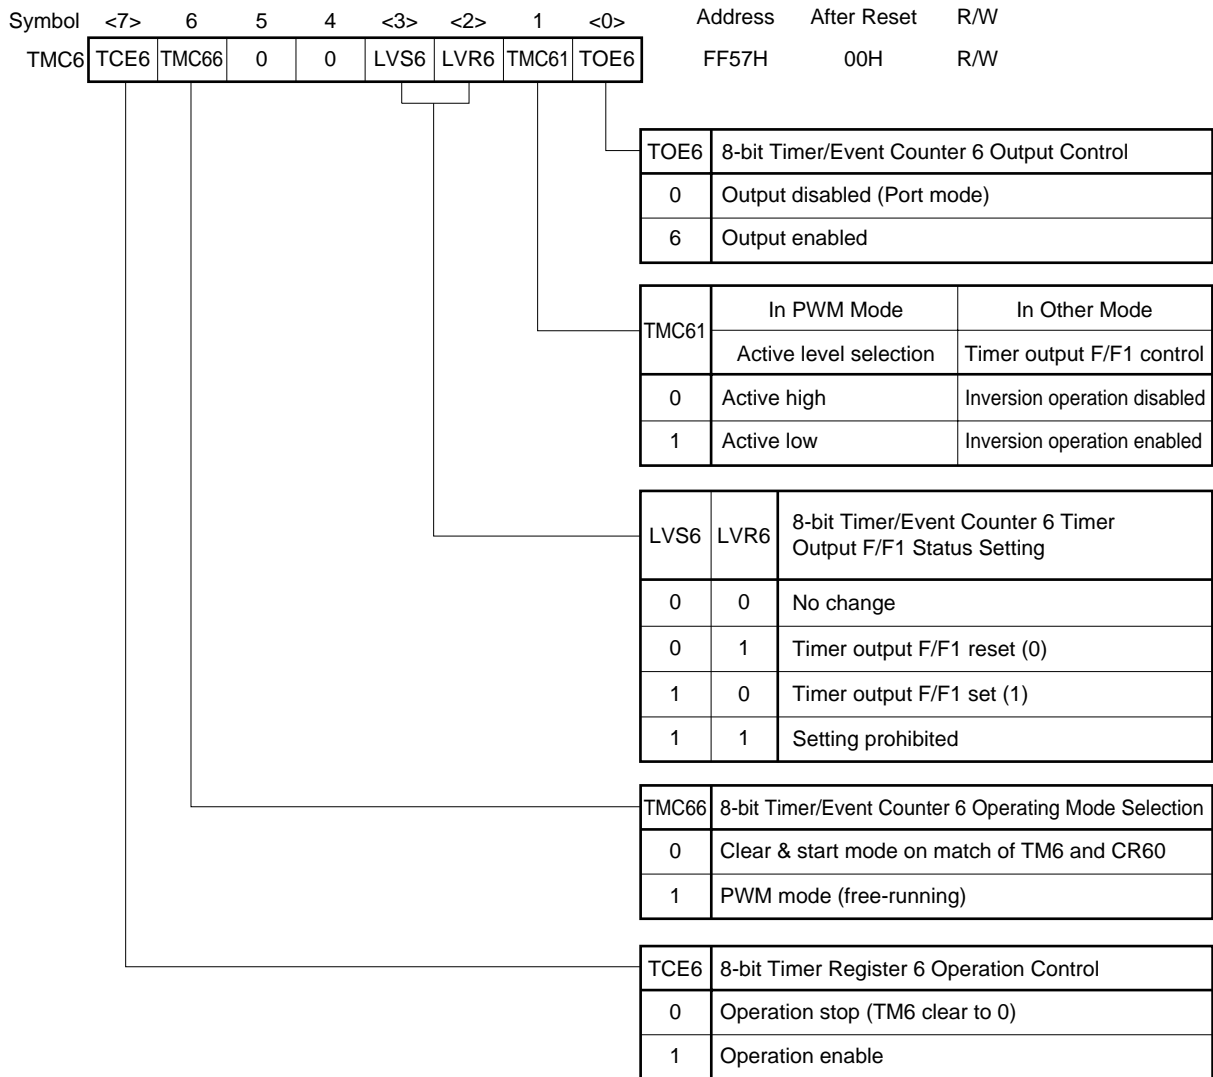 Symbol <7> 6 5 4 <3> <2> 1 <0> Address After Reset R/W
TMC6 TCE6 TMC66 0 0 LVS6 LVR6 TMC61 TOE6 FF57H 00H R/W
TOE6 8-bit Timer/Event Counter 6 Output Control
0 Output disabled (Port mode)
6 Output enabled
TMC61 In PWM Mode In Other Mode
Active level selection Timer output F/F1 control
0 Active high Inversion operation disabled
1 Active low Inversion operation enabled
LVS6 LVR6 8-bit Timer/Event Counter 6 Timer
Output F/F1 Status Setting
0 0 No change
0 1 Timer output F/F1 reset (0)
1 0 Timer output F/F1 set (1)
1 1 Setting prohibited
TMC66 8-bit Timer/Event Counter 6 Operating Mode Selection
0 Clear & start mode on match of TM6 and CR60
1 PWM mode (free-running)
TCE6 8-bit Timer Register 6 Operation Control
0 Operation stop (TM6 clear to 0)
1 Operation enable